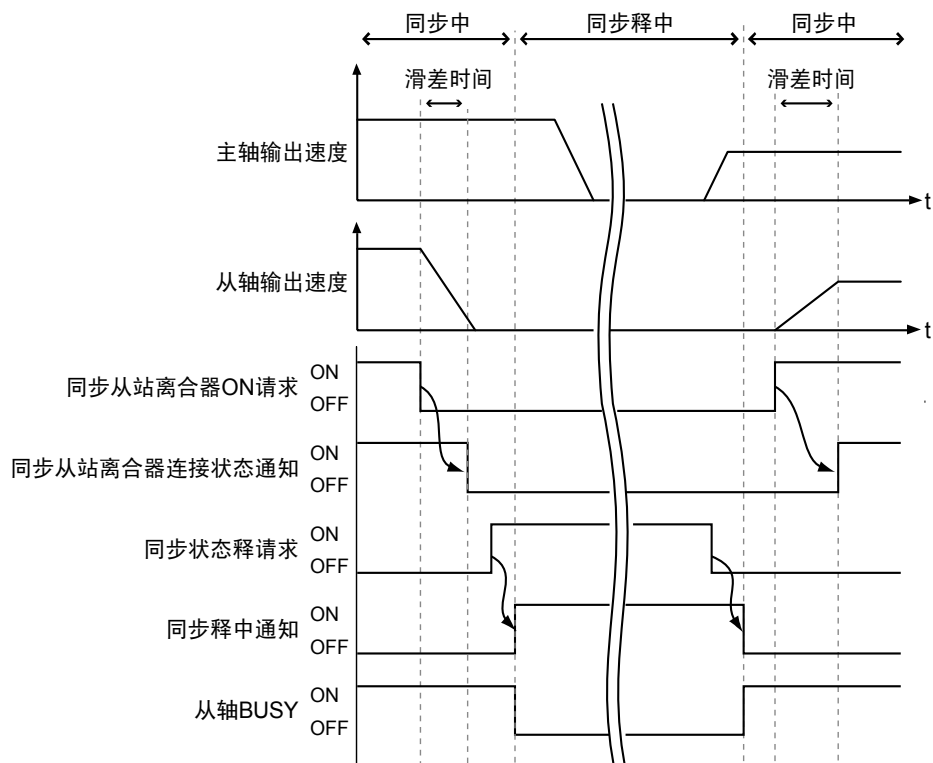 同步中 同步释中 同步中
滑差时间 滑差时间
主轴输出速度
t
从轴输出速度
t
同步从站离合器ON请求 ON
OFF
同步从站离合器连接状态通知 ON
OFF
同步状态释请求 ON
OFF
同步释中通知 ON
OFF
从轴BUSY ON
OFF